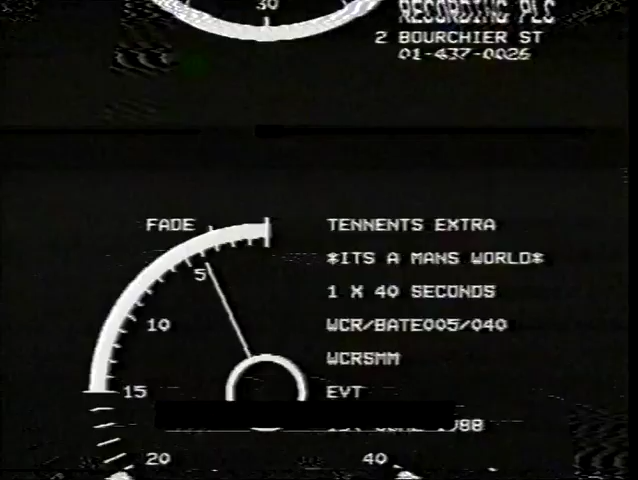 30
RECORDING PLC
2 BOURCHIER ST
01-437-0026
FADE
TENNENTS EXTRA
5
*ITS A MANS WORLD*
1 X 40 SECONDS
10
WCR/BATE005/040
WCRSMM
15
EVT
88
20
40